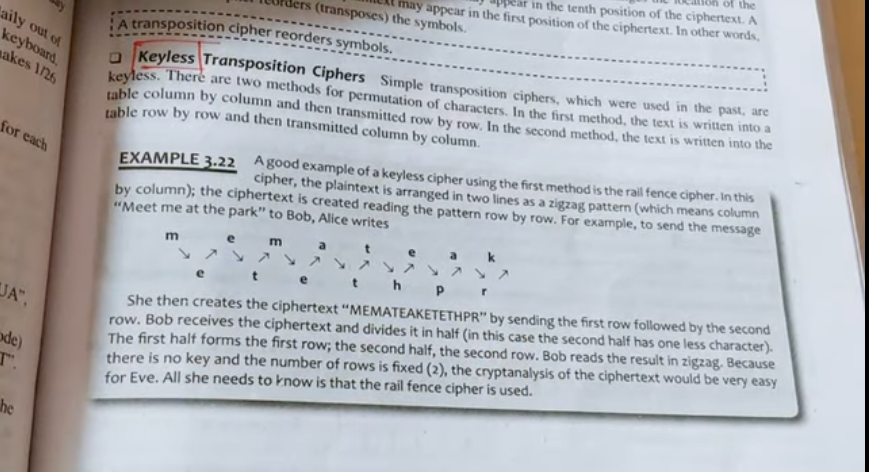 aily out of
keyboard,
akes 1/26
for each
UA",
ode)
T".
he
appear in the tenth position of the ciphertext. A
may appear in the first position of the ciphertext. In other words,
(transposes) the symbols.
A transposition cipher reorders symbols.
❑ Keyless Transposition Ciphers Simple transposition ciphers, which were used in the past, are
keyless. There are two methods for permutation of characters. In the first method, the text is written into a
table column by column and then transmitted row by row. In the second method, the text is written into the
table row by row and then transmitted column by column.
EXAMPLE 3.22 A good example of a keyless cipher using the first method is the rail fence cipher. In this
cipher, the plaintext is arranged in two lines as a zigzag pattern (which means column
by column); the ciphertext is created reading the pattern row by row. For example, to send the message
"Meet me at the park" to Bob, Alice writes
m e m a t e a k
e t e t h p r
She then creates the ciphertext "MEMATEAKETETHPR" by sending the first row followed by the second
row. Bob receives the ciphertext and divides it in half (in this case the second half has one less character).
The first half forms the first row; the second half, the second row. Bob reads the result in zigzag. Because
there is no key and the number of rows is fixed (2), the cryptanalysis of the ciphertext would be very easy
for Eve. All she needs to know is that the rail fence cipher is used.